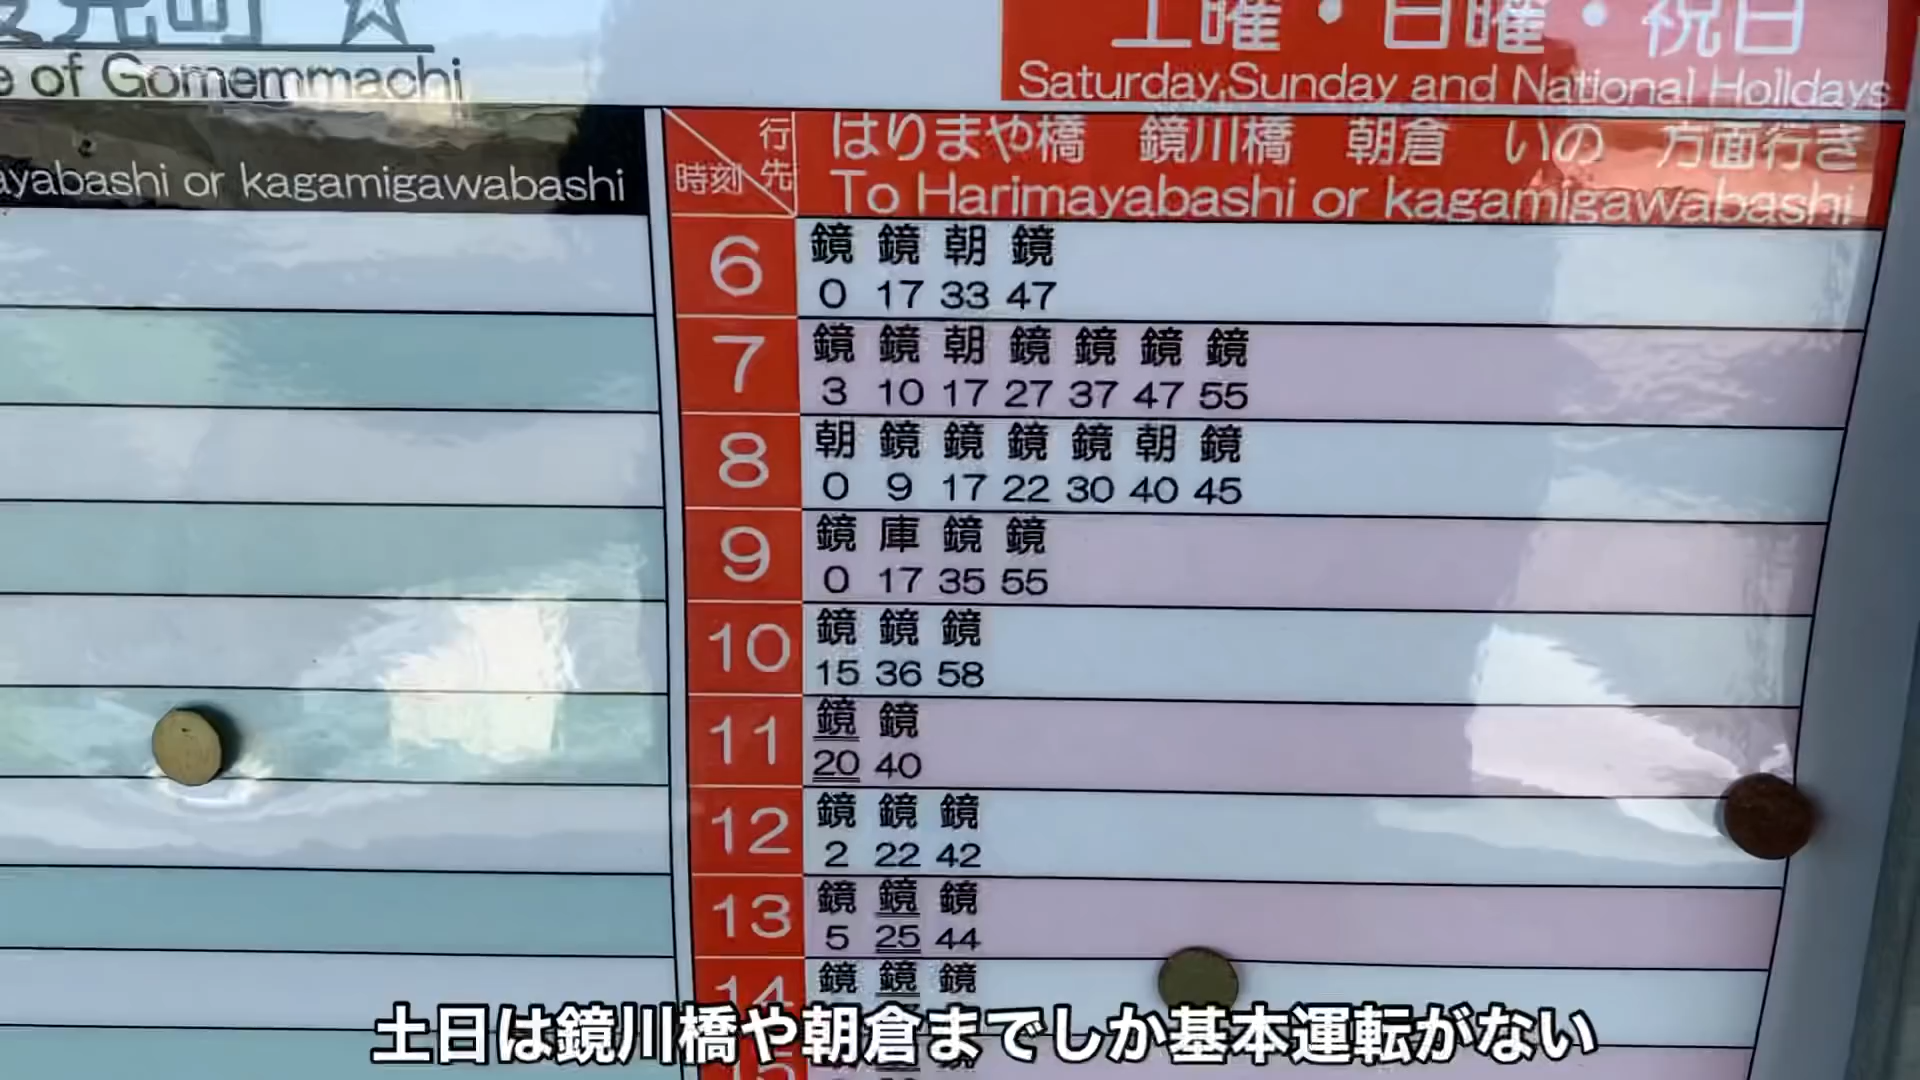 e of Gomemmachi
土曜・日曜・祝日
Saturday,Sunday and National Holidays
ayabashi or kagamigawabashi
行先
時刻
はりまや橋 鏡川橋 朝倉 いの 方面行き
To Harimayabashi or kagamigawabashi
6
鏡 鏡 朝 鏡
0 17 33 47
7
鏡 鏡 朝 鏡 鏡 鏡 鏡
3 10 17 27 37 47 55
8
朝 鏡 鏡 鏡 鏡 朝 鏡
0 9 17 22 30 40 45
9
鏡 庫 鏡 鏡
0 17 35 55
10
鏡 鏡 鏡
15 36 58
11
鏡 鏡
20 40
12
鏡 鏡 鏡
2 22 42
13
鏡 鏡 鏡
5 25 44
14
鏡 鏡 鏡
15
土日は鏡川橋や朝倉までしか基本運転がない